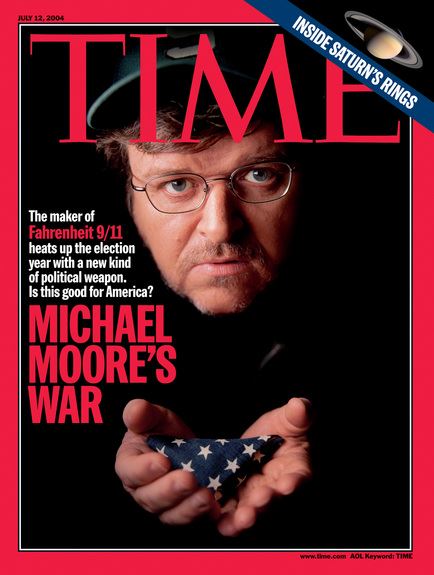 JULY 12, 2004
INSIDE SATURN'S RINGS
TIME
The maker of
Fahrenheit 9/11
heats up the election
year with a new kind
of political weapon.
Is this good for America?
MICHAEL
MOORE'S
WAR
www.time.com AOL Keyword: TIME